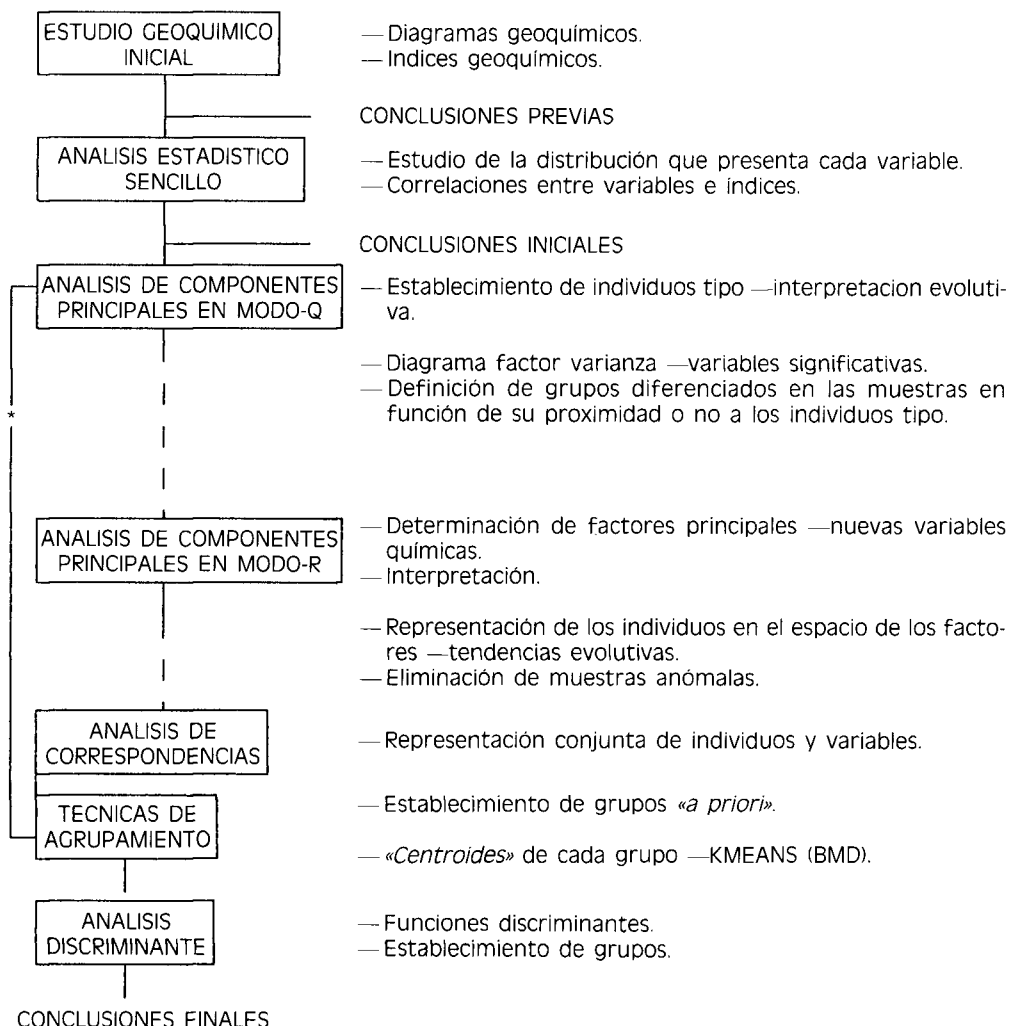 ESTUDIO GEOQUIMICO
INICIAL
— Diagramas geoquímicos.
— Indices geoquímicos.
CONCLUSIONES PREVIAS
ANALISIS ESTADISTICO
SENCILLO
— Estudio de la distribución que presenta cada variable.
— Correlaciones entre variables e índices.
CONCLUSIONES INICIALES
ANALISIS DE COMPONENTES
PRINCIPALES EN MODO-Q
— Establecimiento de individuos tipo —interpretacion evoluti-
va.
— Diagrama factor varianza —variables significativas.
— Definición de grupos diferenciados en las muestras en
función de su proximidad o no a los individuos tipo.
*
ANALISIS DE COMPONENTES
PRINCIPALES EN MODO-R
— Determinación de factores principales —nuevas variables
químicas.
— Interpretación.
— Representación de los individuos en el espacio de los facto-
res —tendencias evolutivas.
— Eliminación de muestras anómalas.
ANALISIS DE
CORRESPONDENCIAS
— Representación conjunta de individuos y variables.
TECNICAS DE
AGRUPAMIENTO
— Establecimiento de grupos «a priori».
— «Centroides» de cada grupo —KMEANS (BMD).
ANALISIS
DISCRIMINANTE
— Funciones discriminantes.
— Establecimiento de grupos.
CONCLUSIONES FINALES